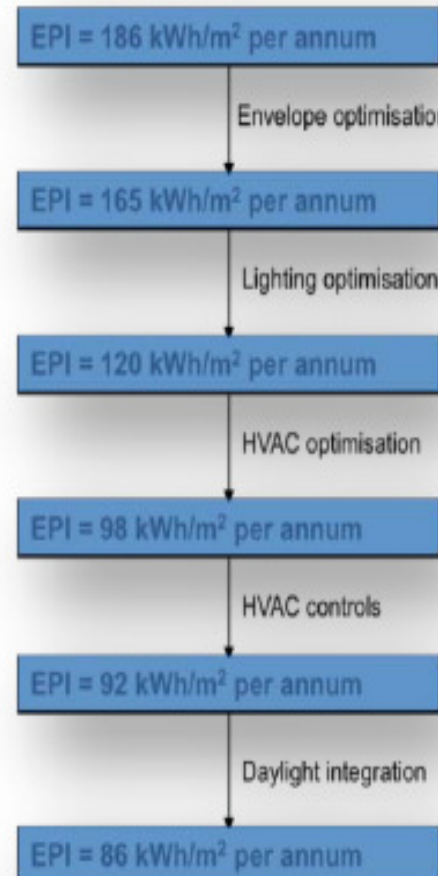 EPI = 186 kWh/m² per annum
Envelope optimisatio
EPI = 165 kWh/m² per annum
Lighting optimisation
EPI = 120 kWh/m² per annum
HVAC optimisation
EPI = 98 kWh/m² per annum
HVAC controls
EPI = 92 kWh/m² per annum
Daylight integration
EPI = 86 kWh/m² per annum